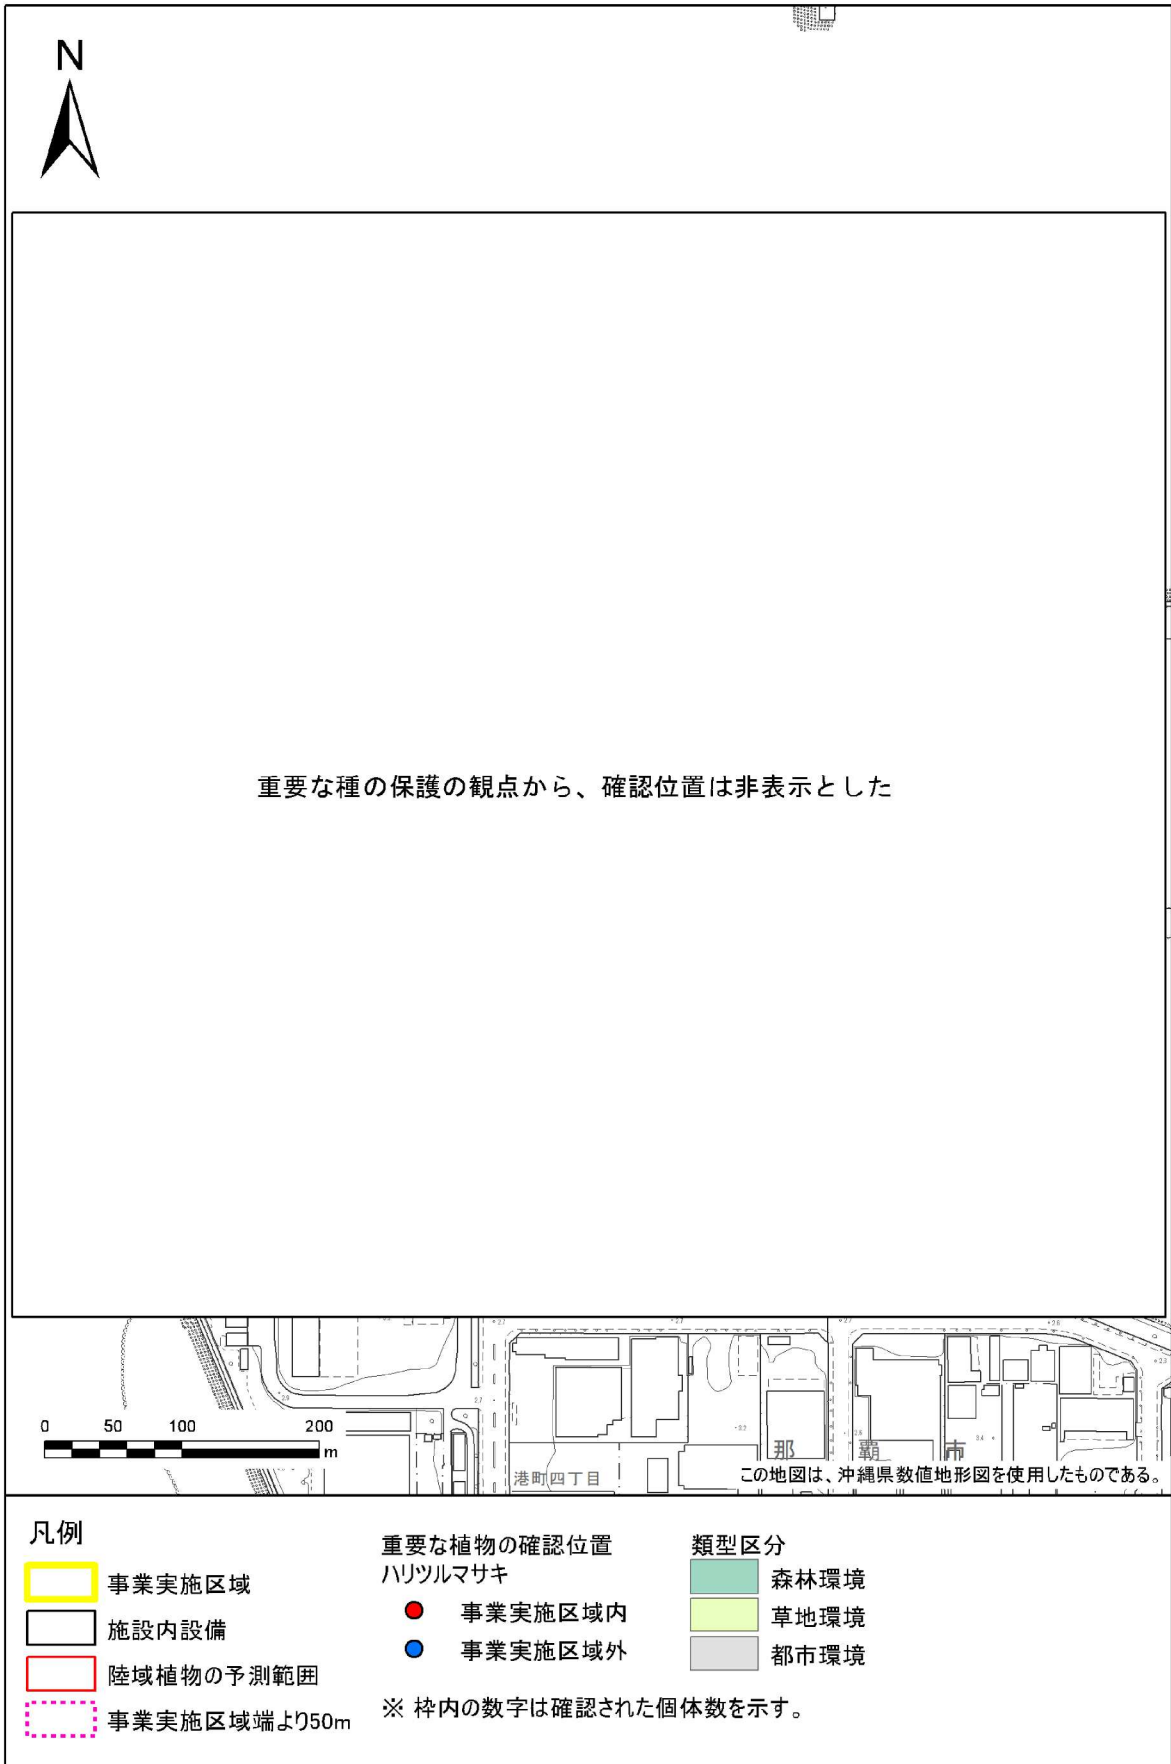 N
重要な種の保護の観点から、確認位置は非表示とした
0 50 100 200
m
那覇市
港町四丁目
この地図は、沖縄県数値地形図を使用したものである。
凡例
事業実施区域
施設内設備
陸域植物の予測範囲
事業実施区域端より50m
重要な植物の確認位置
ハリツルマサキ
事業実施区域内
事業実施区域外
類型区分
森林環境
草地環境
都市環境
※ 枠内の数字は確認された個体数を示す。